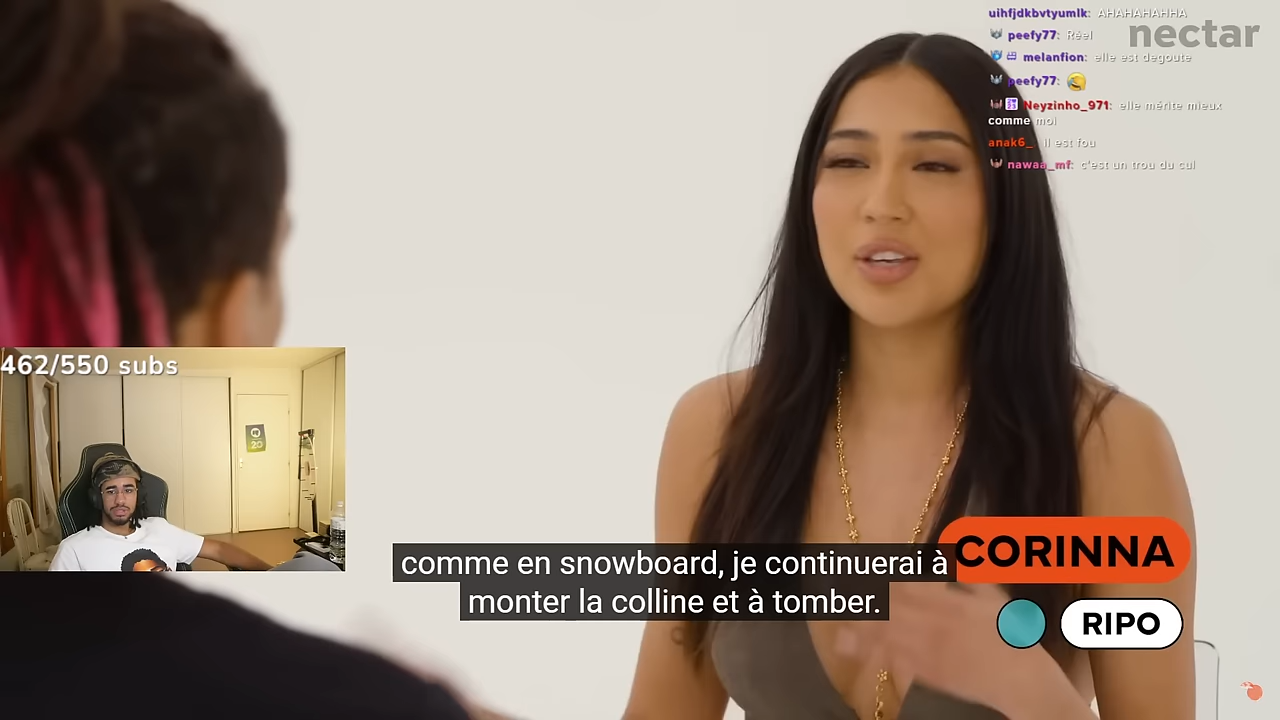 uihfjdkbvtyumlk: AHAHAHAHHA
nectar
peefy77: Réel
melanfion: elle est degoute
peefy77:
Neyzinho_971: elle mérite mieux
comme moi
anak6_ il est fou
nawaa_mf: c'est un trou du cul
462/550 subs
20
CORINNA
comme en snowboard, je continuerai à
monter la colline et à tomber.
RIPO